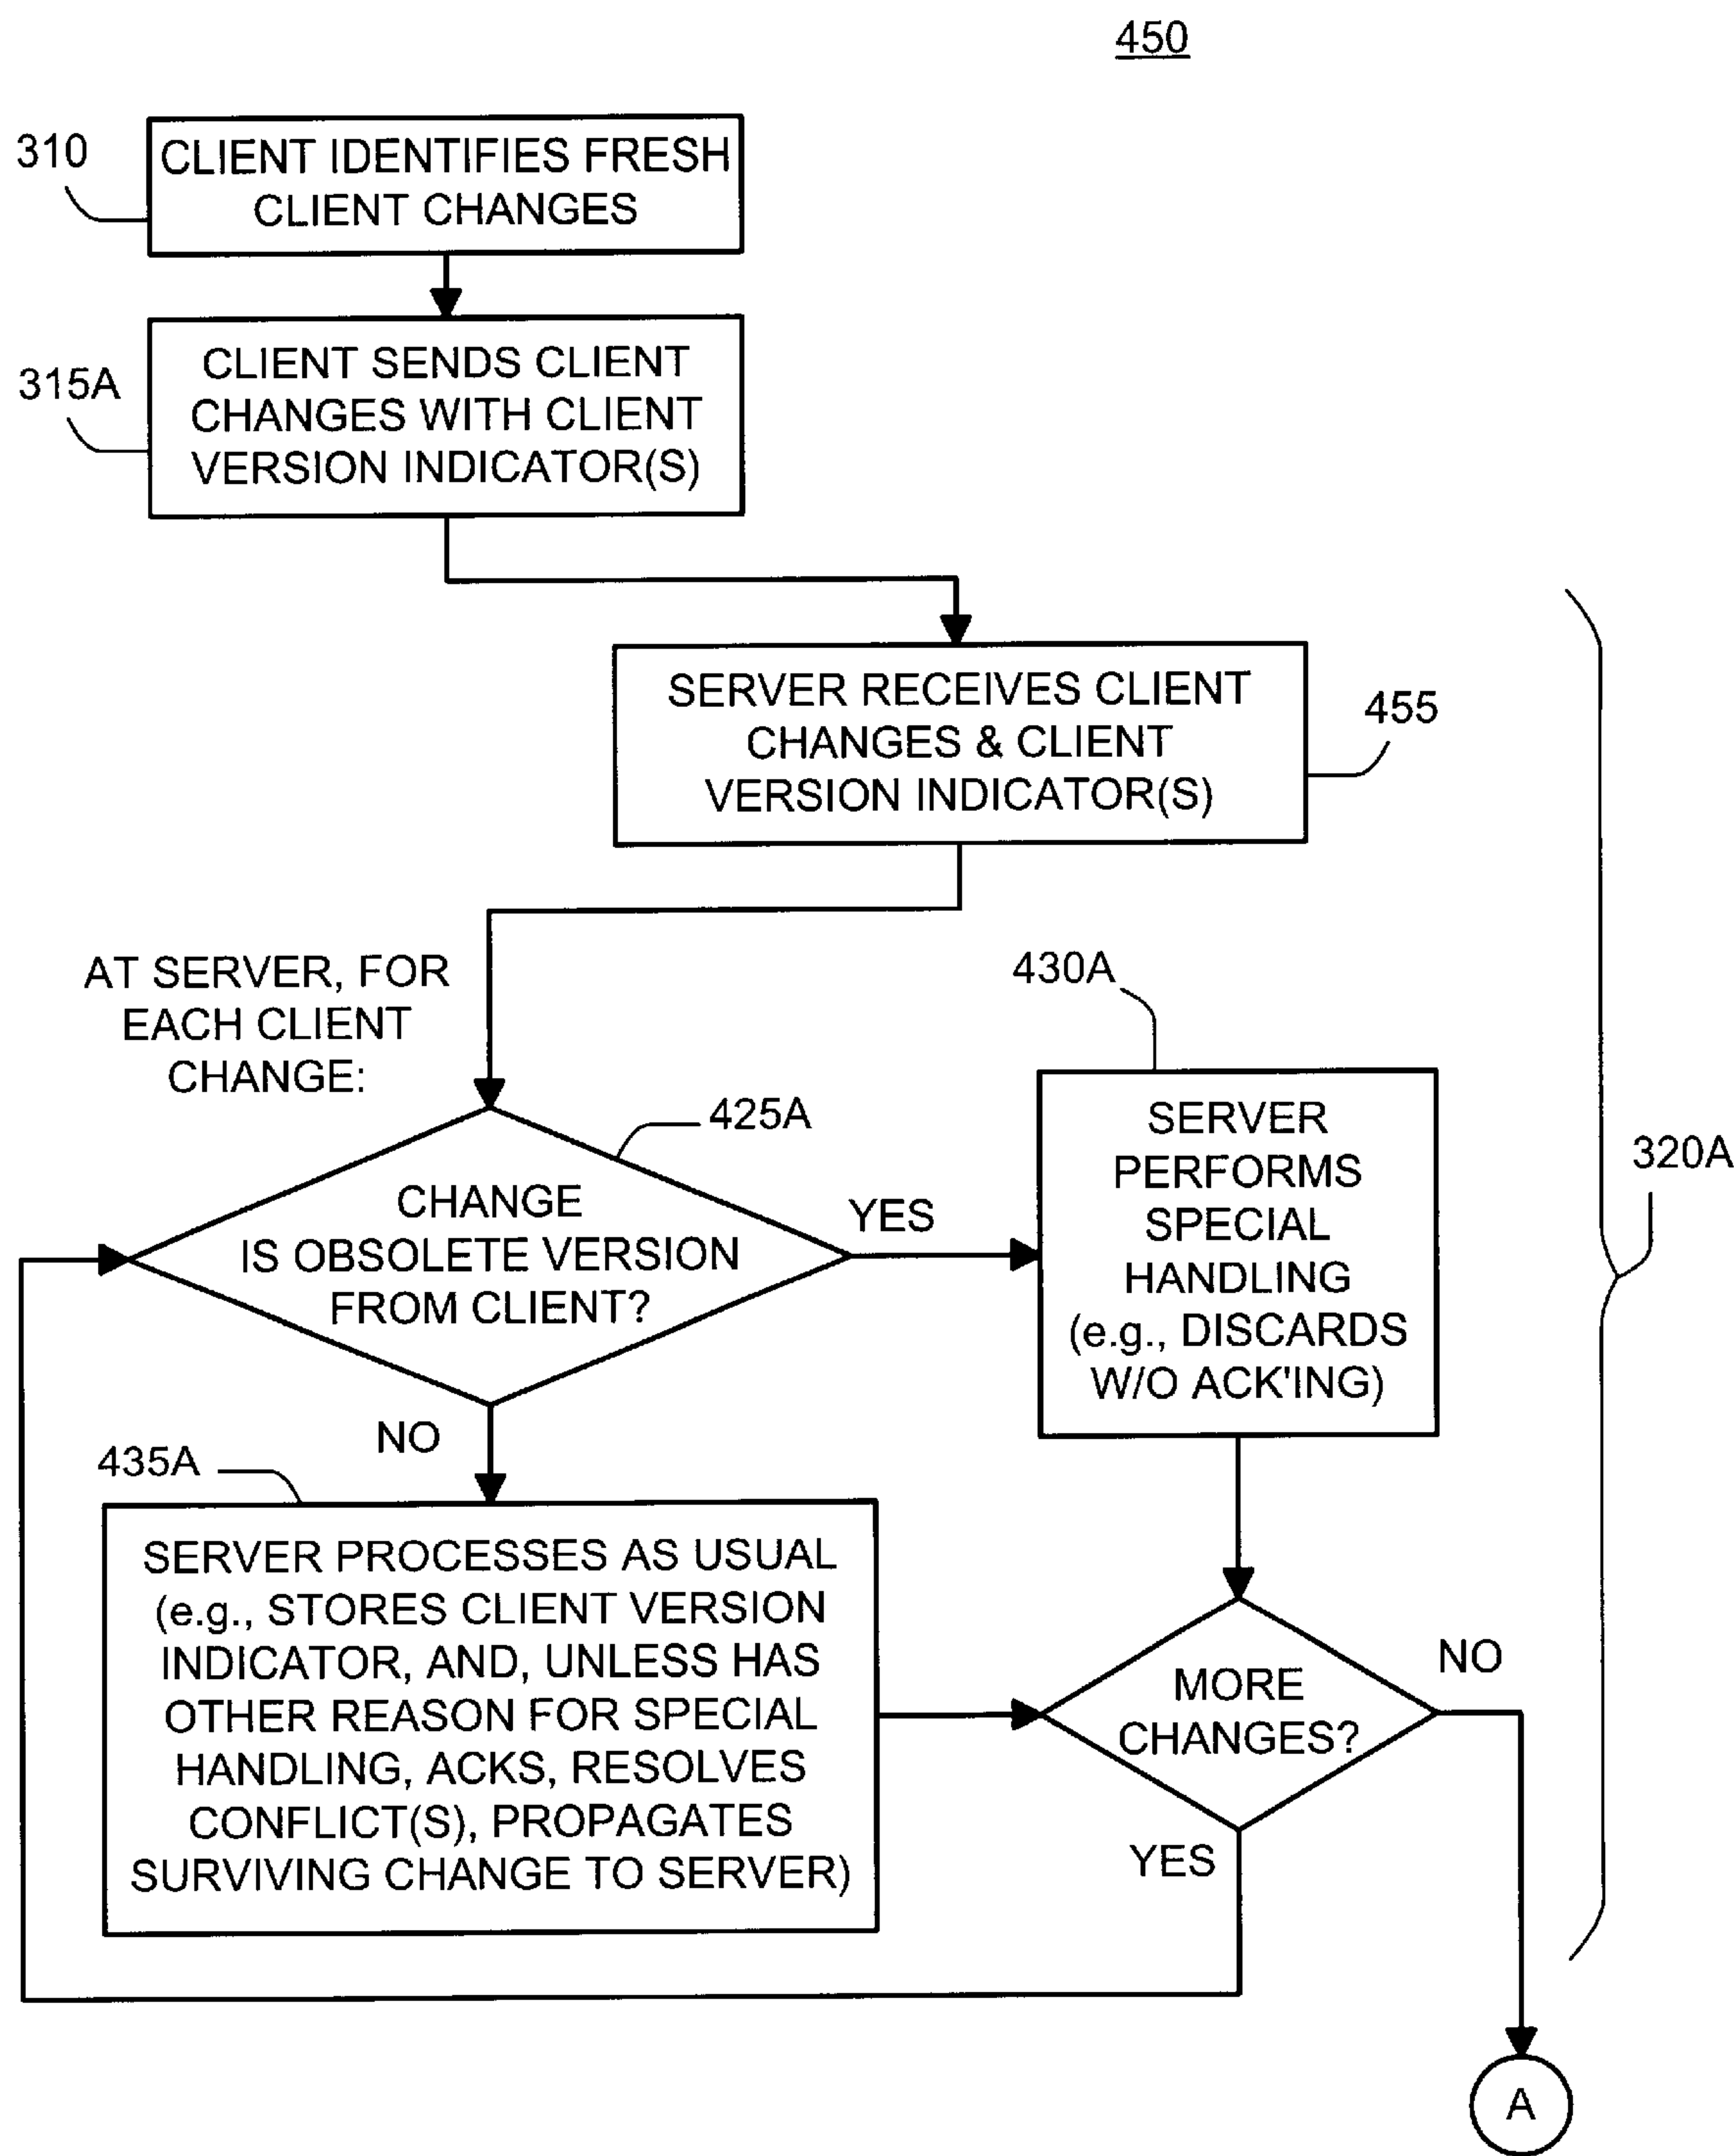 450
310
CLIENT IDENTIFIES FRESH
CLIENT CHANGES
315A
CLIENT SENDS CLIENT
CHANGES WITH CLIENT
VERSION INDICATOR(S)
SERVER RECEIVES CLIENT
CHANGES & CLIENT
VERSION INDICATOR(S)
455
AT SERVER, FOR
EACH CLIENT
CHANGE:
425A
CHANGE
IS OBSOLETE VERSION
FROM CLIENT?
YES
NO
430A
SERVER
PERFORMS
SPECIAL
HANDLING
(e.g., DISCARDS
W/O ACK'ING)
320A
435A
SERVER PROCESSES AS USUAL
(e.g., STORES CLIENT VERSION
INDICATOR, AND, UNLESS HAS
OTHER REASON FOR SPECIAL
HANDLING, ACKS, RESOLVES
CONFLICT(S), PROPAGATES
SURVIVING CHANGE TO SERVER)
MORE
CHANGES?
NO
YES
A